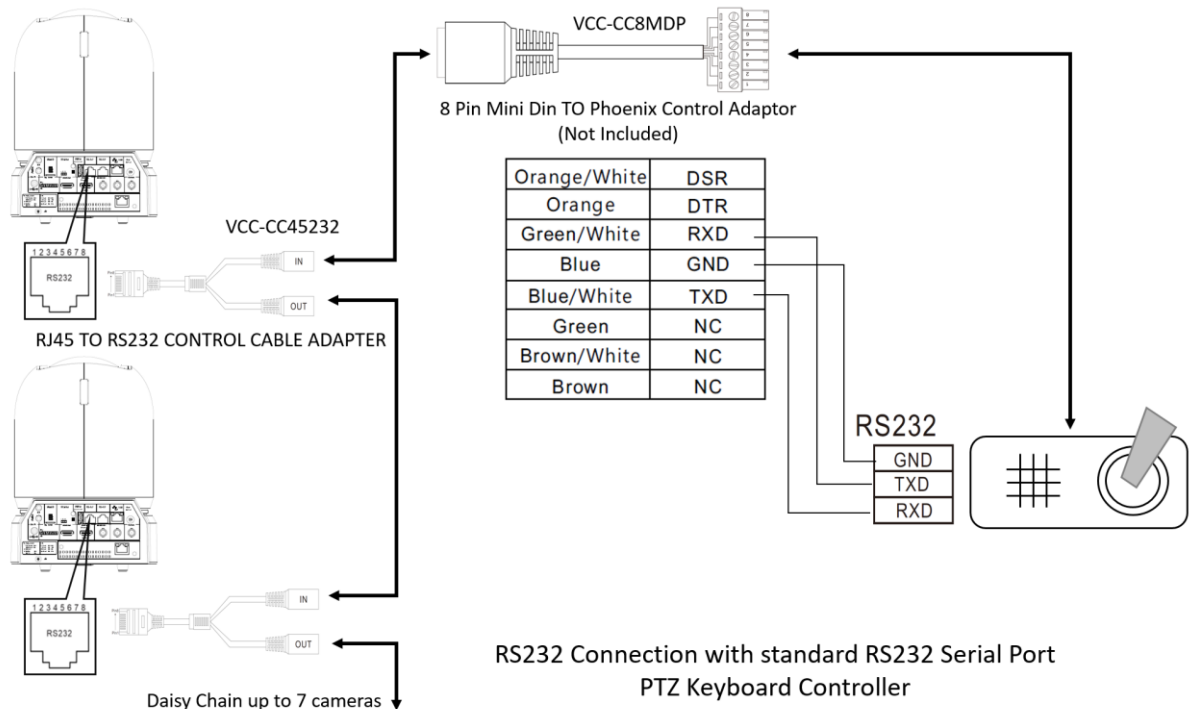 VCC-CC8MDP
8 Pin Mini Din TO Phoenix Control Adaptor
(Not Included)
Orange/White DSR
Orange DTR
Green/White RXD
Blue GND
Blue/White TXD
Green NC
Brown/White NC
Brown NC
VCC-CC45232
IN
OUT
1 2 3 4 5 6 7 8
RS232
RJ45 TO RS232 CONTROL CABLE ADAPTER
RS232
GND
TXD
RXD
1 2 3 4 5 6 7 8
RS232
IN
OUT
Daisy Chain up to 7 cameras
RS232 Connection with standard RS232 Serial Port
PTZ Keyboard Controller